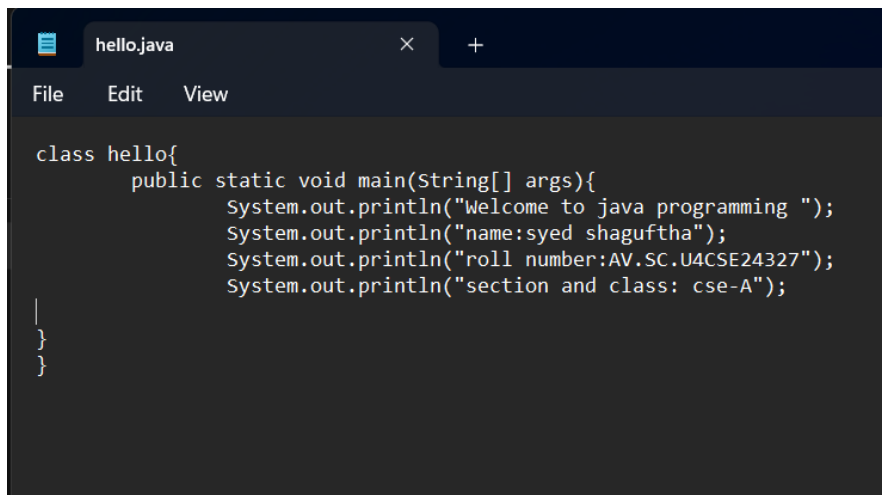 hello.java
File Edit View
class hello{
public static void main(String[] args){
System.out.println("Welcome to java programming ");
System.out.println("name:syed shaguftha");
System.out.println("roll number:AV.SC.U4CSE24327");
System.out.println("section and class: cse-A");
}
}